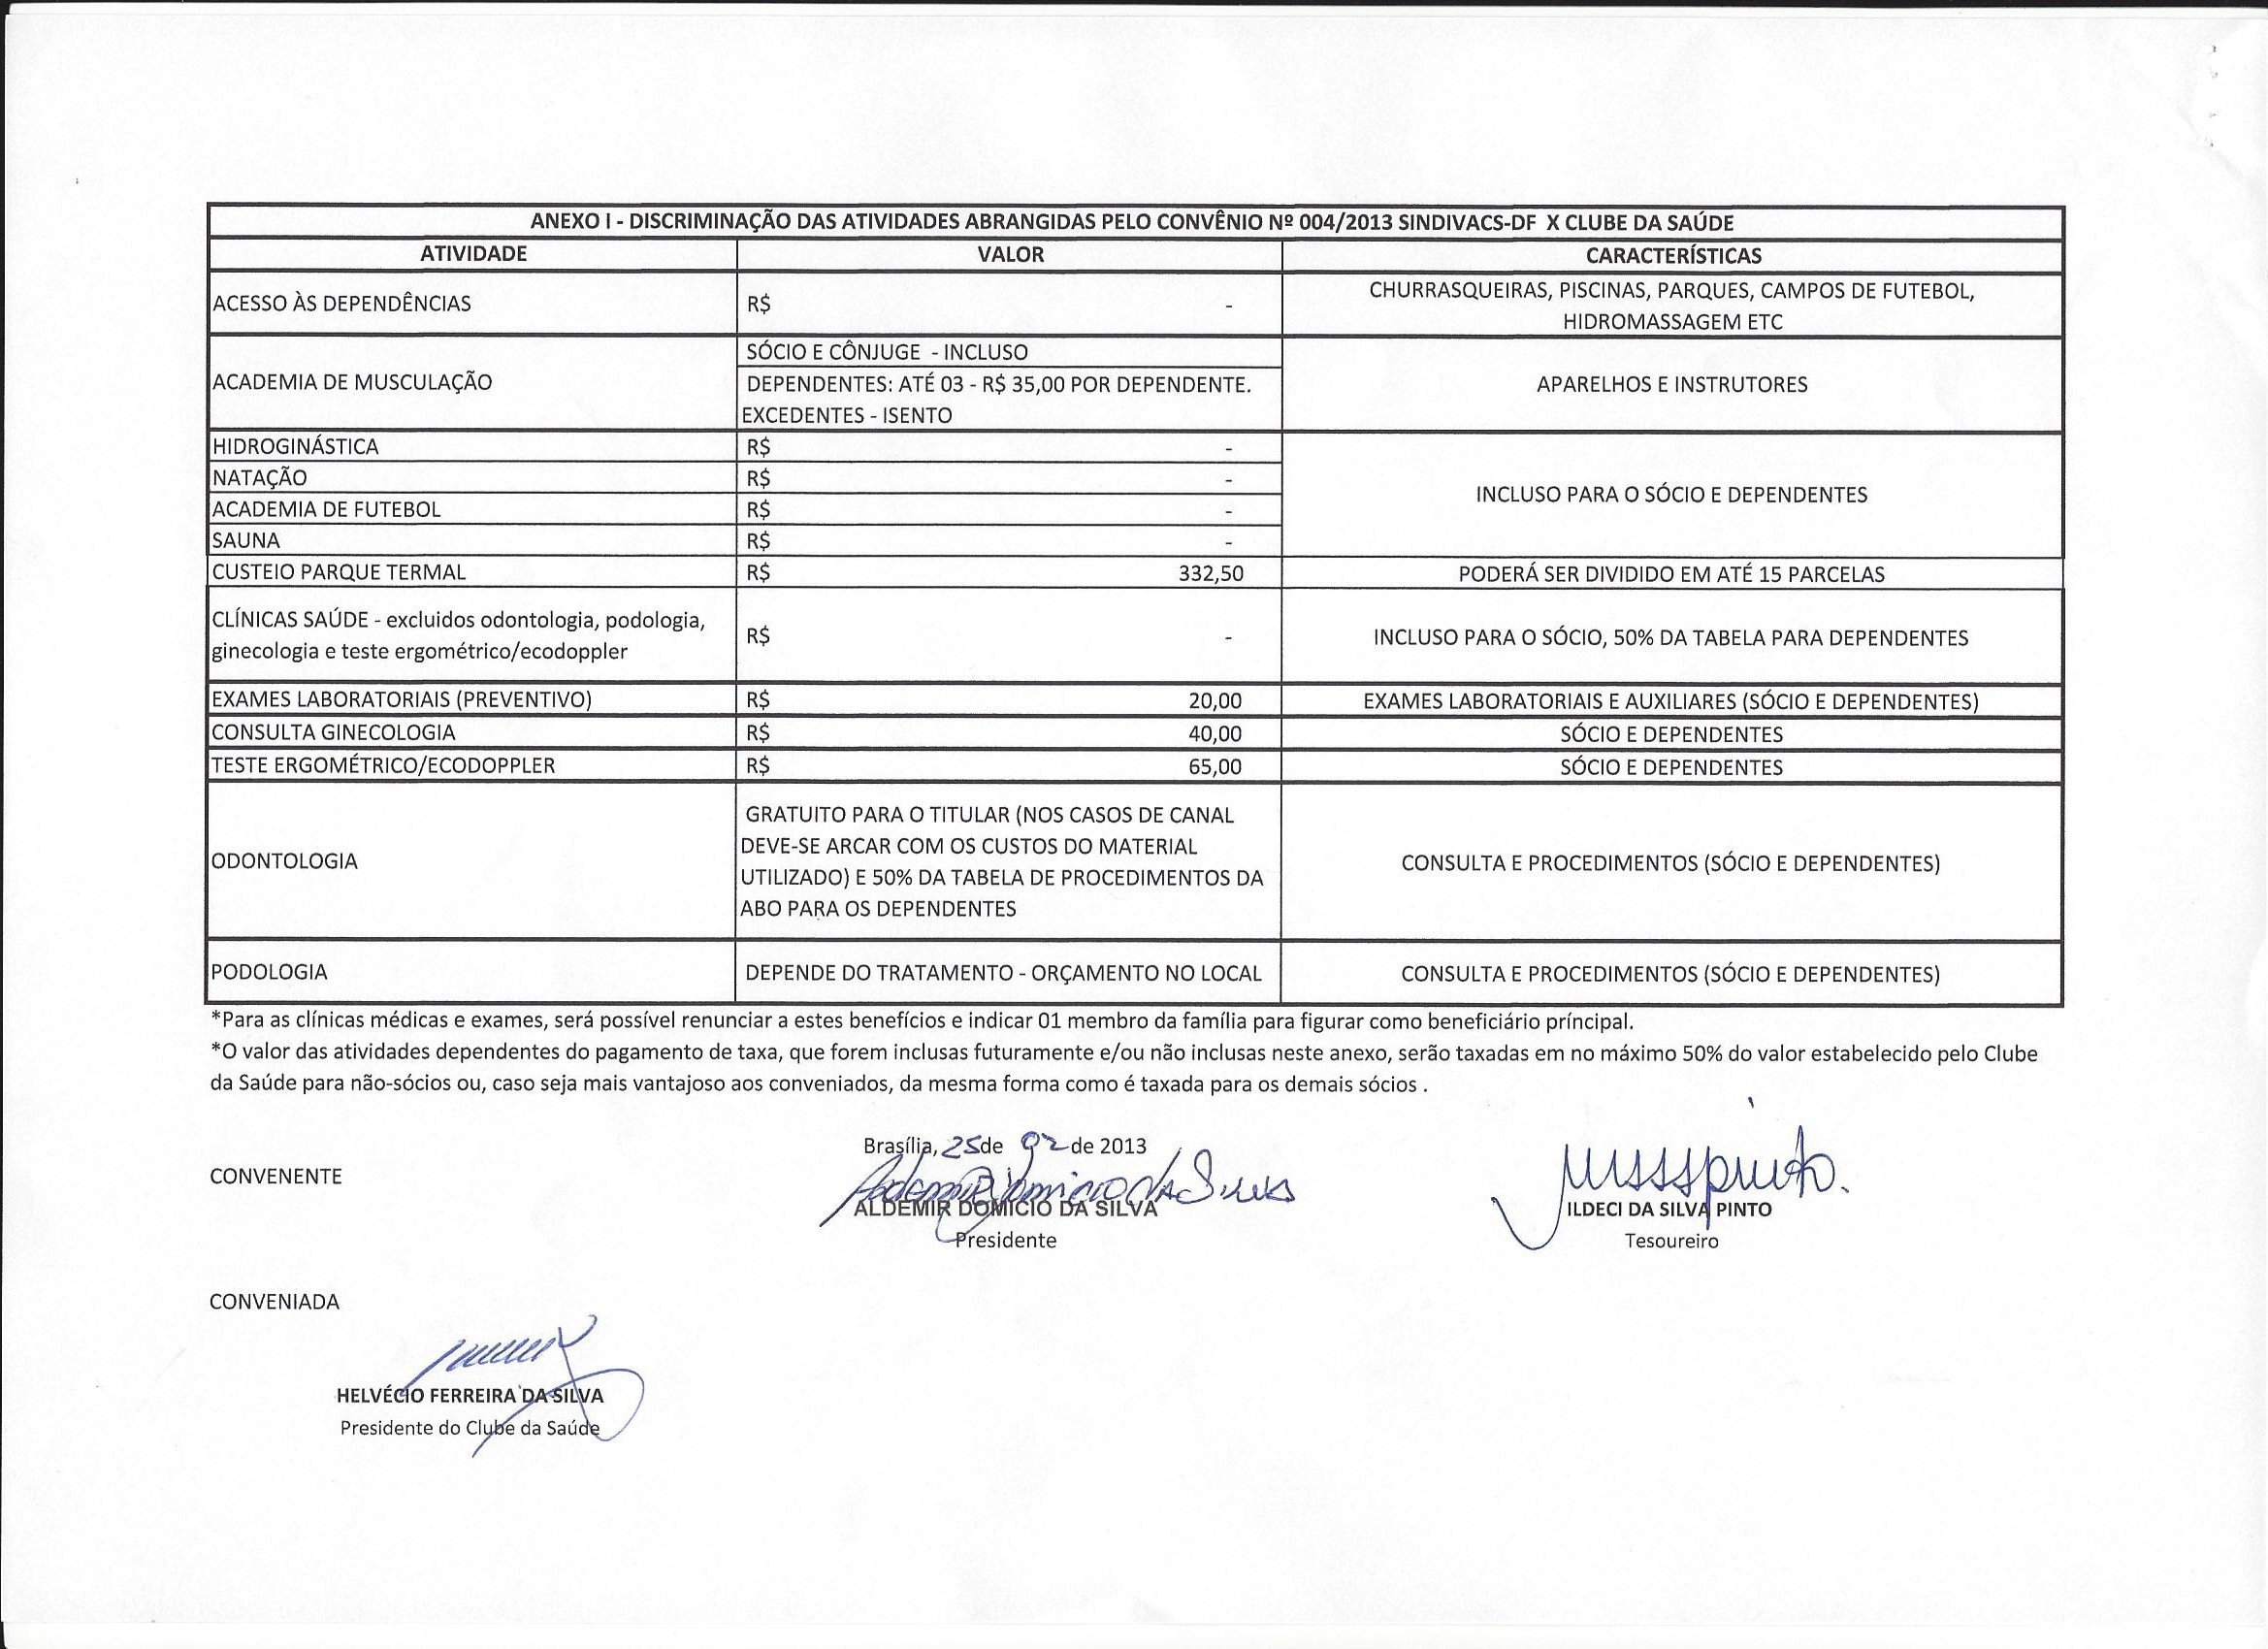 ANEXO I - DISCRIMINAÇÃO DAS ATIVIDADES ABRANGIDAS PELO CONVÊNIO Nº 004/2013 SINDIVACS-DF X CLUBE DA SAÚDE
ATIVIDADE VALOR CARACTERÍSTICAS
ACESSO ÀS DEPENDÊNCIAS R$ - CHURRASQUEIRAS, PISCINAS, PARQUES, CAMPOS DE FUTEBOL,
HIDROMASSAGEM ETC
ACADEMIA DE MUSCULAÇÃO
SÓCIO E CÔNJUGE - INCLUSO
DEPENDENTES: ATÉ 03 - R$ 35,00 POR DEPENDENTE.
EXCEDENTES - ISENTO
APARELHOS E INSTRUTORES
HIDROGINÁSTICA R$ -
NATAÇÃO R$ -
ACADEMIA DE FUTEBOL R$ -
SAUNA R$ -
INCLUSO PARA O SÓCIO E DEPENDENTES
CUSTEIO PARQUE TERMAL R$ 332,50 PODERÁ SER DIVIDIDO EM ATÉ 15 PARCELAS
CLÍNICAS SAÚDE - excluidos odontologia, podologia,
ginecologia e teste ergométrico/ecodoppler
R$ - INCLUSO PARA O SÓCIO, 50% DA TABELA PARA DEPENDENTES
EXAMES LABORATORIAIS (PREVENTIVO) R$ 20,00 EXAMES LABORATORIAIS E AUXILIARES (SÓCIO E DEPENDENTES)
CONSULTA GINECOLOGIA R$ 40,00 SÓCIO E DEPENDENTES
TESTE ERGOMÉTRICO/ECODOPPLER R$ 65,00 SÓCIO E DEPENDENTES
ODONTOLOGIA
GRATUITO PARA O TITULAR (NOS CASOS DE CANAL
DEVE-SE ARCAR COM OS CUSTOS DO MATERIAL
UTILIZADO) E 50% DA TABELA DE PROCEDIMENTOS DA
ABO PARA OS DEPENDENTES
CONSULTA E PROCEDIMENTOS (SÓCIO E DEPENDENTES)
PODOLOGIA DEPENDE DO TRATAMENTO - ORÇAMENTO NO LOCAL CONSULTA E PROCEDIMENTOS (SÓCIO E DEPENDENTES)
*Para as clínicas médicas e exames, será possível renunciar a estes benefícios e indicar 01 membro da família para figurar como beneficiário príncipal.
*O valor das atividades dependentes do pagamento de taxa, que forem inclusas futuramente e/ou não inclusas neste anexo, serão taxadas em no máximo 50% do valor estabelecido pelo Clube
da Saúde para não-sócios ou, caso seja mais vantajoso aos conveniados, da mesma forma como é taxada para os demais sócios .
Brasília, 25 de 02 de 2013
CONVENENTE
Aldemir Domicio da Silva
ALDEMIR DOMICIO DA SILVA
Presidente
ILDECI DA SILVA PINTO
Tesoureiro
CONVENIADA
HELVÉCIO FERREIRA DA SILVA
Presidente do Clube da Saúde